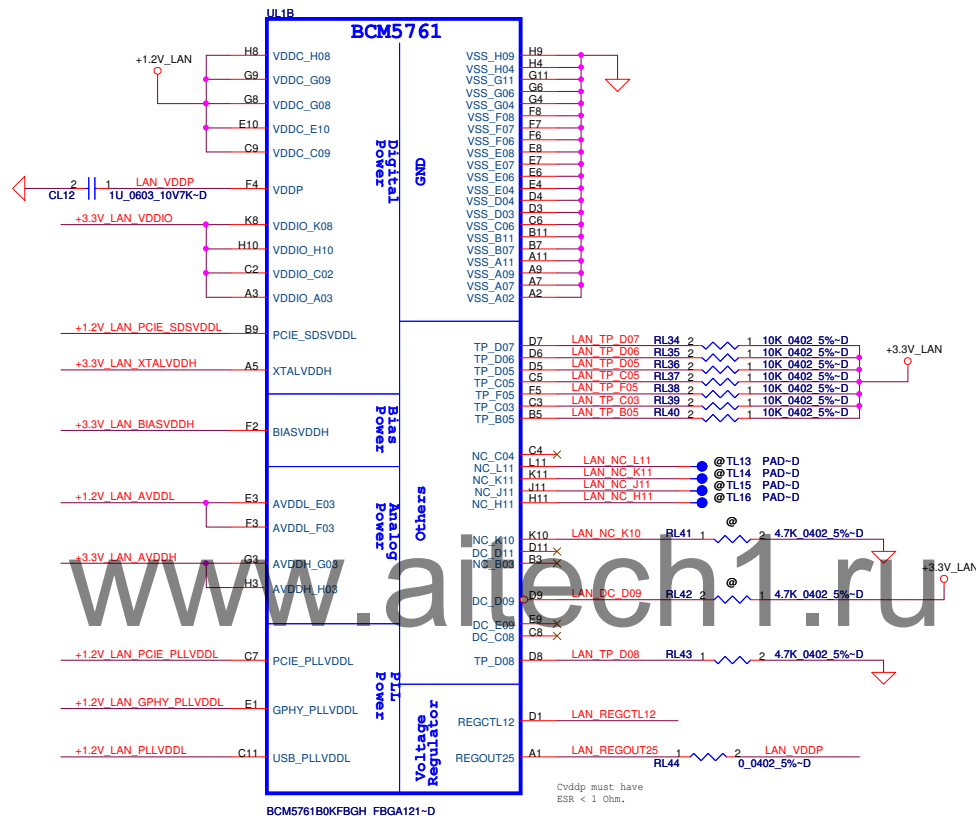 UL1B
BCM5761
+1.2V_LAN
H8 VDDC_H08
G9 VDDC_G09
G8 VDDC_G08
E10 VDDC_E10
C9 VDDC_C09
CL12 2 1 LAN_VDDP F4 VDDP
1U_0603_10V7K~D
+3.3V_LAN_VDDIO K8 VDDIO_K08
H10 VDDIO_H10
C2 VDDIO_C02
A3 VDDIO_A03
+1.2V_LAN_PCIE_SDSVDDL B9 PCIE_SDSVDDL
+3.3V_LAN_XTALVDDH A5 XTALVDDH
+3.3V_LAN_BIASVDDH F2 BIASVDDH
+1.2V_LAN_AVDDL E3 AVDDL_E03
F3 AVDDL_F03
+3.3V_LAN_AVDDH G3 AVDDH_G03
H3 AVDDH_H03
+1.2V_LAN_PCIE_PLLVDDL C7 PCIE_PLLVDDL
+1.2V_LAN_GPHY_PLLVDDL E1 GPHY_PLLVDDL
+1.2V_LAN_PLLVDDL C11 USB_PLLVDDL
Digital Power
Bias Power
Analog Power
PLL Power
GND
Others
Voltage Regulator
VSS_H09 H9
VSS_H04 H4
VSS_G11 G11
VSS_G06 G6
VSS_G04 G4
VSS_F08 F8
VSS_F07 F7
VSS_F06 F6
VSS_E08 E8
VSS_E07 E7
VSS_E06 E6
VSS_E04 E4
VSS_D04 D4
VSS_D03 D3
VSS_C06 C6
VSS_B11 B11
VSS_B07 B7
VSS_A11 A11
VSS_A09 A9
VSS_A07 A7
VSS_A02 A2
TP_D07 D7 LAN_TP_D07 RL34 2 1 10K_0402_5%~D
TP_D06 D6 LAN_TP_D06 RL35 2 1 10K_0402_5%~D
TP_D05 D5 LAN_TP_D05 RL36 2 1 10K_0402_5%~D
TP_C05 C5 LAN_TP_C05 RL37 2 1 10K_0402_5%~D
TP_F05 F5 LAN_TP_F05 RL38 2 1 10K_0402_5%~D
TP_C03 C3 LAN_TP_C03 RL39 2 1 10K_0402_5%~D
TP_B05 B5 LAN_TP_B05 RL40 2 1 10K_0402_5%~D
+3.3V_LAN
NC_C04 C4
NC_L11 L11 LAN_NC_L11 @TL13 PAD~D
NC_K11 K11 LAN_NC_K11 @TL14 PAD~D
NC_J11 J11 LAN_NC_J11 @TL15 PAD~D
NC_H11 H11 LAN_NC_H11 @TL16 PAD~D
@
NC_K10 K10 LAN_NC_K10 RL41 1 2 4.7K_0402_5%~D
DC_D11 D11
NC_B03 B3
+3.3V_LAN
@
DC_D09 D9 LAN_DC_D09 RL42 2 1 4.7K_0402_5%~D
DC_E09 E9
DC_C08 C8
TP_D08 D8 LAN_TP_D08 RL43 1 2 4.7K_0402_5%~D
REGCTL12 D1 LAN_REGCTL12
REGOUT25 A1 LAN_REGOUT25 1 2 LAN_VDDP
RL44 0_0402_5%~D
Cvddp must have
ESR < 1 Ohm.
BCM5761B0KFBGH_FBGA121~D
www.aitech1.ru